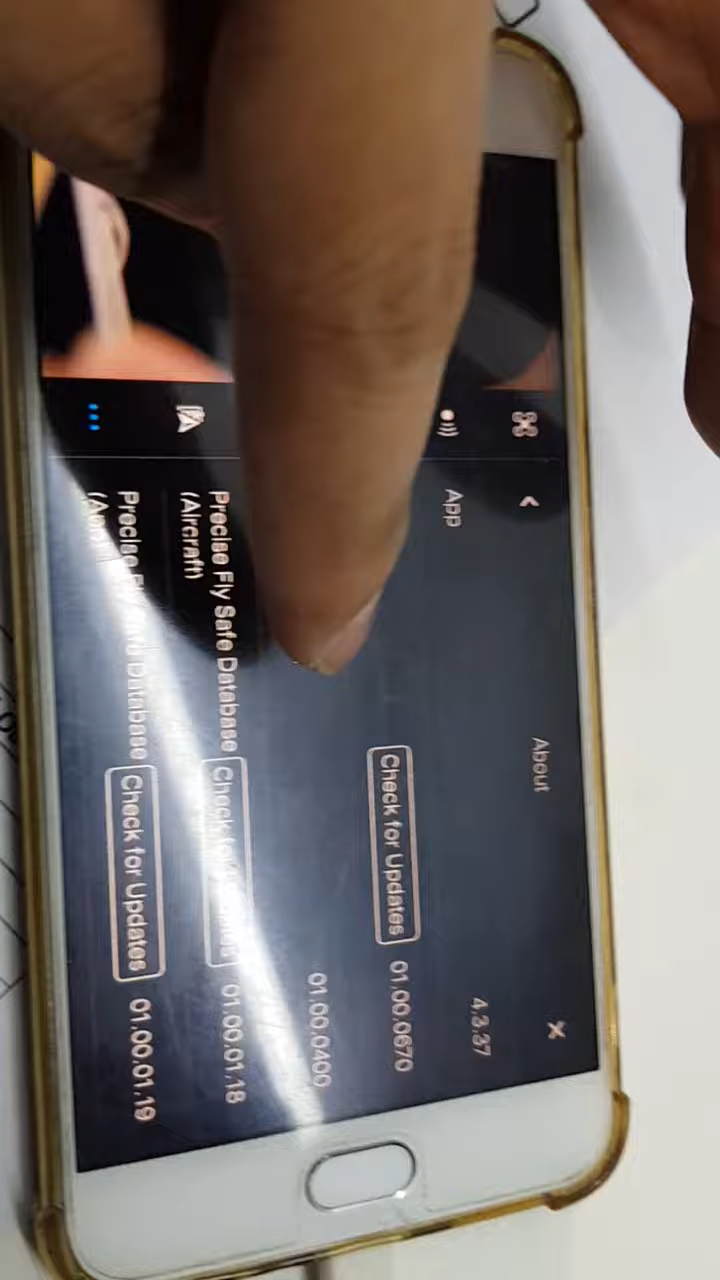 About
App
4.3.37
Check for Updates
01.00.0670
01.00.0400
Precise Fly Safe Database
(Aircraft)
01.00.01.18
Precise Database
Check for Updates
01.00.01.19